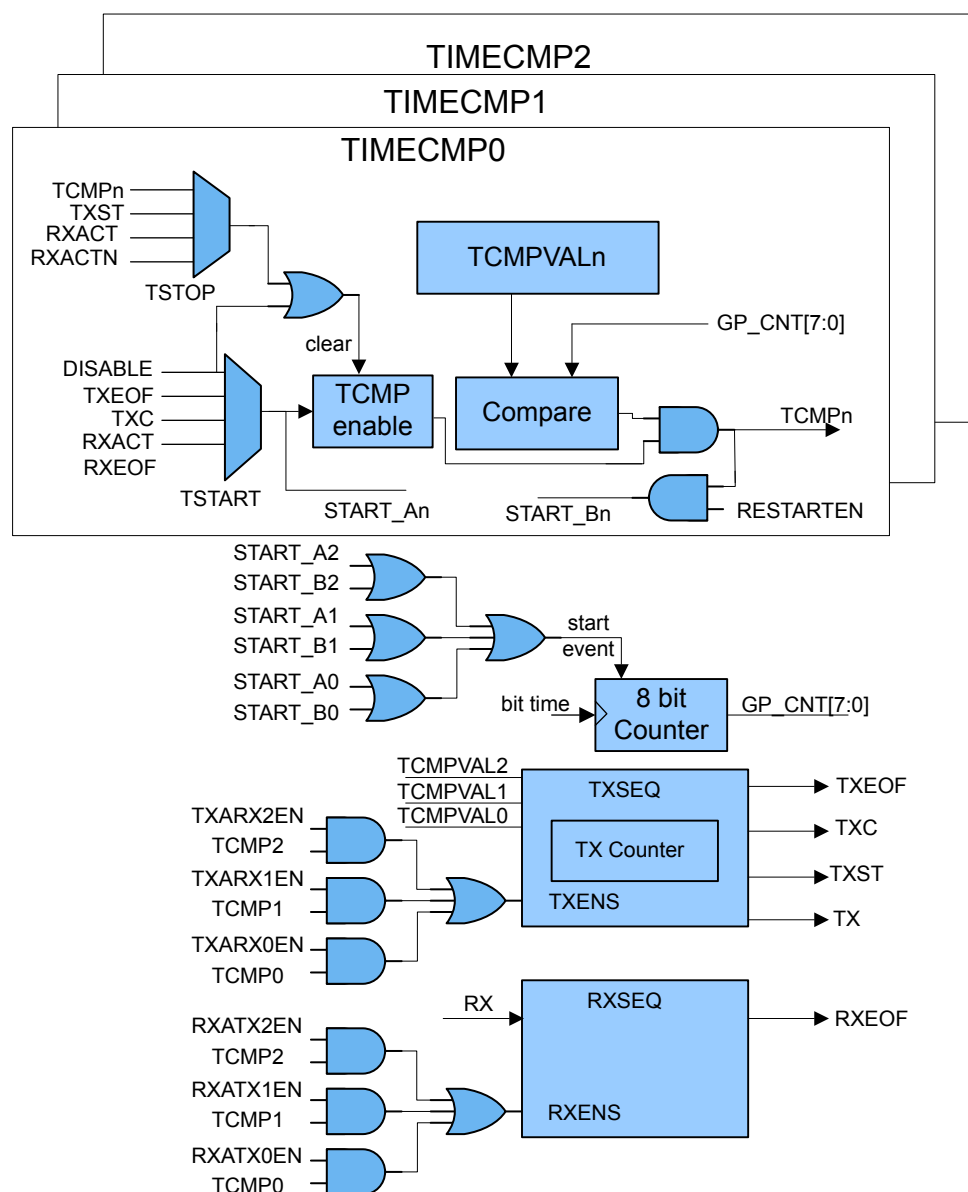 TIMECMP2
TIMECMP1
TIMECMP0
TCMPn
TXST
RXACT
RXACTN
TSTOP
TCMPVALn
GP_CNT[7:0]
clear
DISABLE
TXEOF
TXC
RXACT
RXEOF
TSTART
TCMP
enable
Compare
TCMPn
START_An
START_Bn
RESTARTEN
START_A2
START_B2
START_A1
START_B1
START_A0
START_B0
start
event
bit time
8 bit
Counter
GP_CNT[7:0]
TCMPVAL2
TCMPVAL1
TCMPVAL0
TXARX2EN
TCMP2
TXARX1EN
TCMP1
TXARX0EN
TCMP0
TXSEQ
TX Counter
TXENS
TXEOF
TXC
TXST
TX
RX
RXSEQ
RXEOF
RXATX2EN
TCMP2
RXATX1EN
TCMP1
RXATX0EN
TCMP0
RXENS